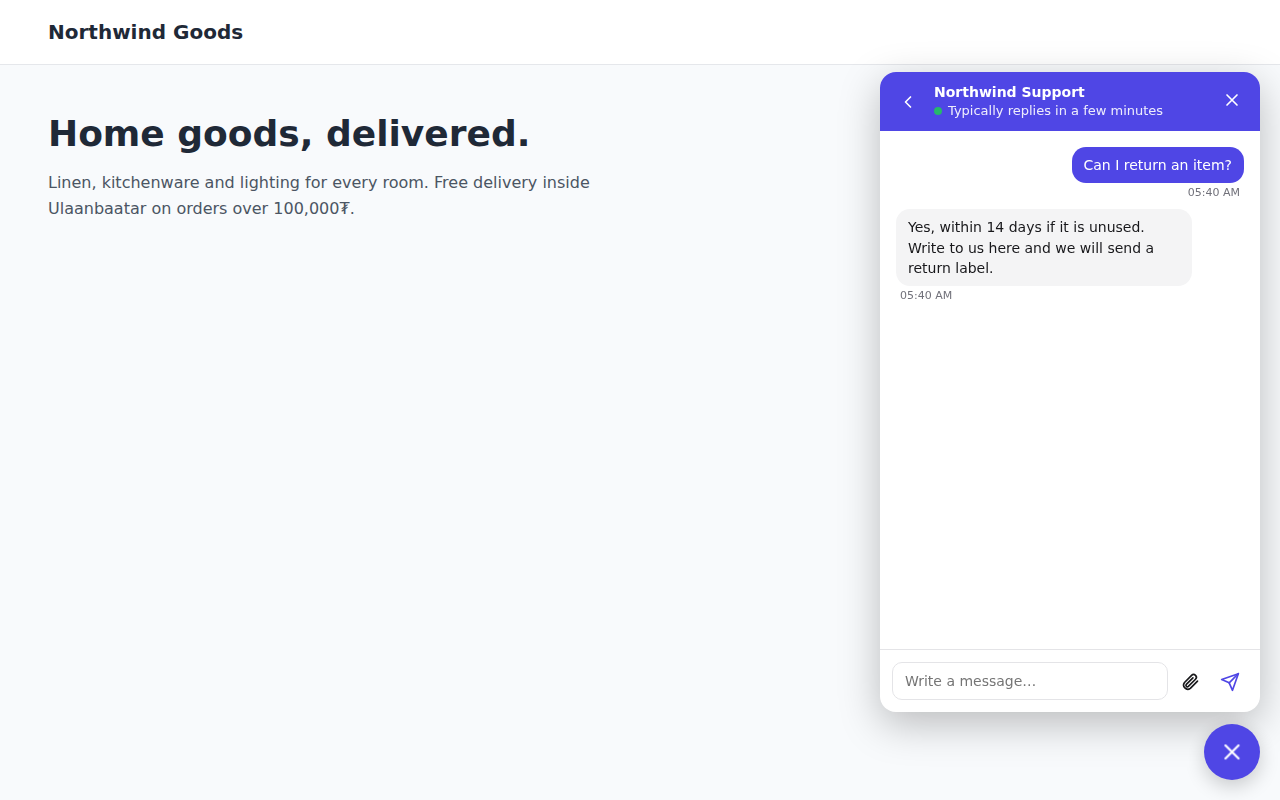 Northwind Goods
Home goods, delivered.
Linen, kitchenware and lighting for every room. Free delivery inside
Ulaanbaatar on orders over 100,000₮.
Northwind Support
Typically replies in a few minutes
Can I return an item?
05:40 AM
Yes, within 14 days if it is unused.
Write to us here and we will send a
return label.
05:40 AM
Write a message…